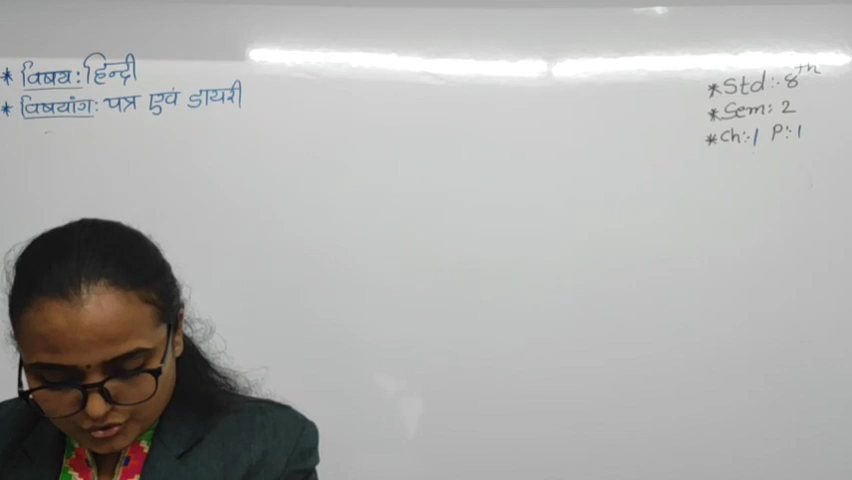 * विषय: हिन्दी
* विषयांग: पत्र एवं डायरी
* Std:- 8th
* Sem: 2
* Ch:-1 P:-1